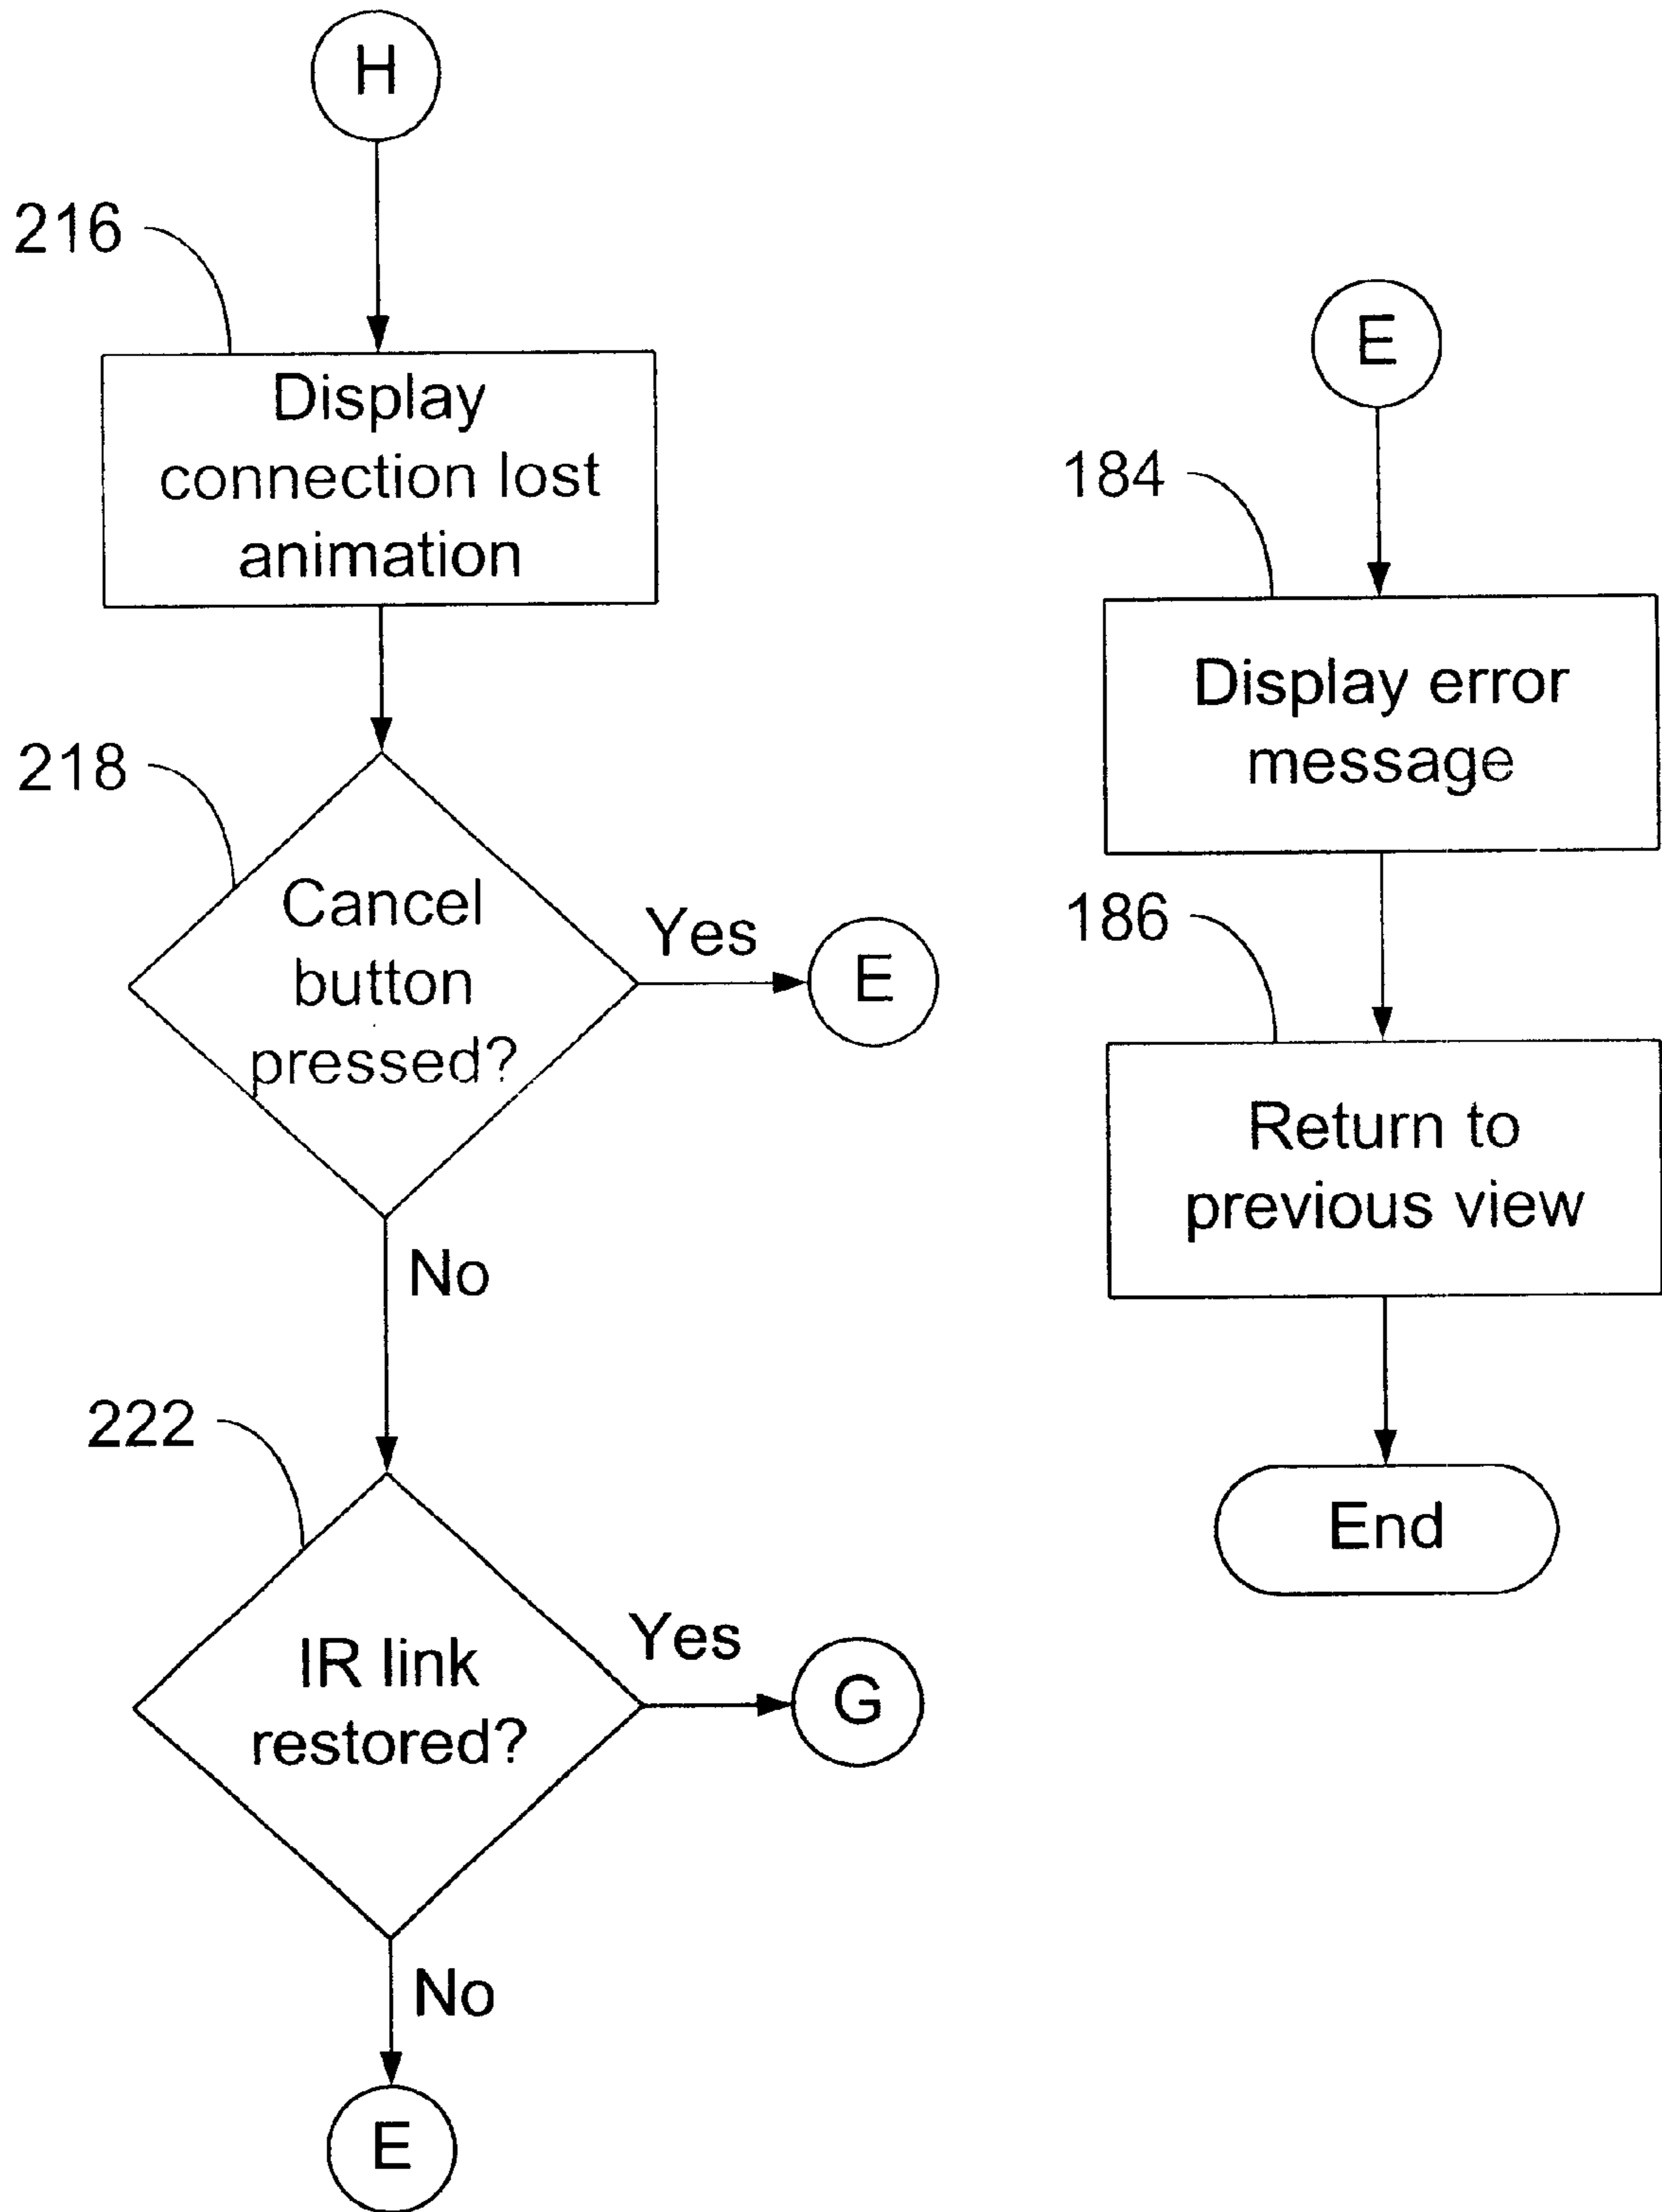 H
216
Display
connection lost
animation
218
Cancel
button
pressed?
Yes
E
No
222
IR link
restored?
Yes
G
No
E
E
184
Display error
message
186
Return to
previous view
End